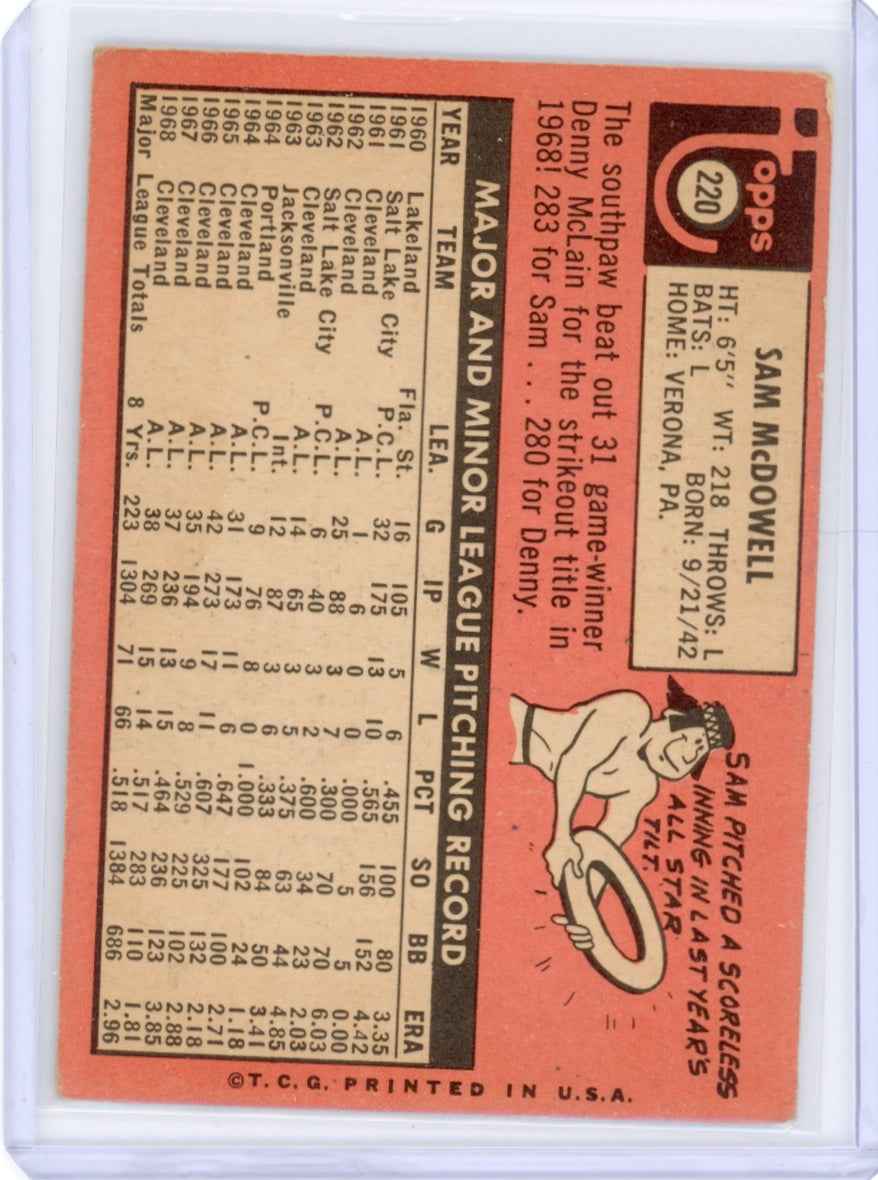 Topps
220
SAM McDOWELL
HT: 6'5" WT: 218 THROWS: L
BATS: L BORN: 9/21/42
HOME: VERONA, PA.
The southpaw beat out 31 game-winner
Denny McLain for the strikeout title in
1968! 283 for Sam . . . 280 for Denny.
SAM PITCHED A SCORELESS
INNING IN LAST YEAR'S
ALL STAR
TILT.
MAJOR AND MINOR LEAGUE PITCHING RECORD
YEAR TEAM LEA. G IP W L PCT SO BB ERA
1960 Lakeland Fla. St. 16 105 5 6 .455 100 80 3.35
1961 Salt Lake City P.C.L. 32 175 13 10 .565 156 152 4.42
1961 Cleveland A.L. 1 6 0 0 .000 5 5 0.00
1962 Cleveland A.L. 25 88 3 7 .300 70 70 6.03
1962 Salt Lake City P.C.L. 6 40 3 2 .600 34 23 2.03
1963 Cleveland A.L. 14 65 3 5 .375 63 44 4.85
1963 Jacksonville Int. 12 87 3 6 .333 84 50 3.41
1964 Portland P.C.L. 9 76 8 0 1.000 102 24 1.18
1964 Cleveland A.L. 31 173 11 6 .647 177 100 2.71
1965 Cleveland A.L. 42 273 17 11 .607 325 132 2.18
1966 Cleveland A.L. 35 194 9 8 .529 225 102 2.88
1967 Cleveland A.L. 37 236 13 15 .464 236 123 3.85
1968 Cleveland A.L. 38 269 15 14 .517 283 110 1.81
Major League Totals 8 Yrs. 223 1304 71 66 .518 1384 686 2.96
©T.C.G. PRINTED IN U.S.A.